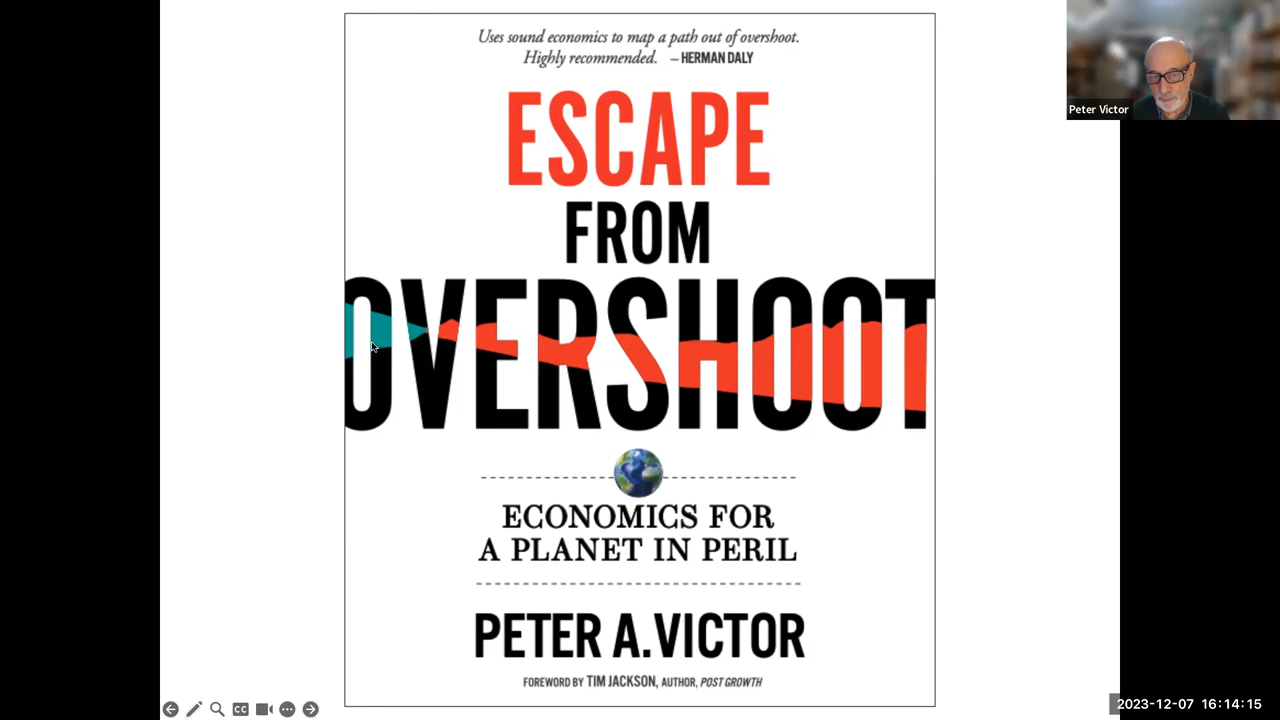 Uses sound economics to map a path out of overshoot.
Highly recommended. – HERMAN DALY
ESCAPE
FROM
OVERSHOOT
ECONOMICS FOR
A PLANET IN PERIL
PETER A. VICTOR
FOREWORD BY TIM JACKSON, AUTHOR, POST GROWTH
Peter Victor
CC
2023-12-07 16:14:15